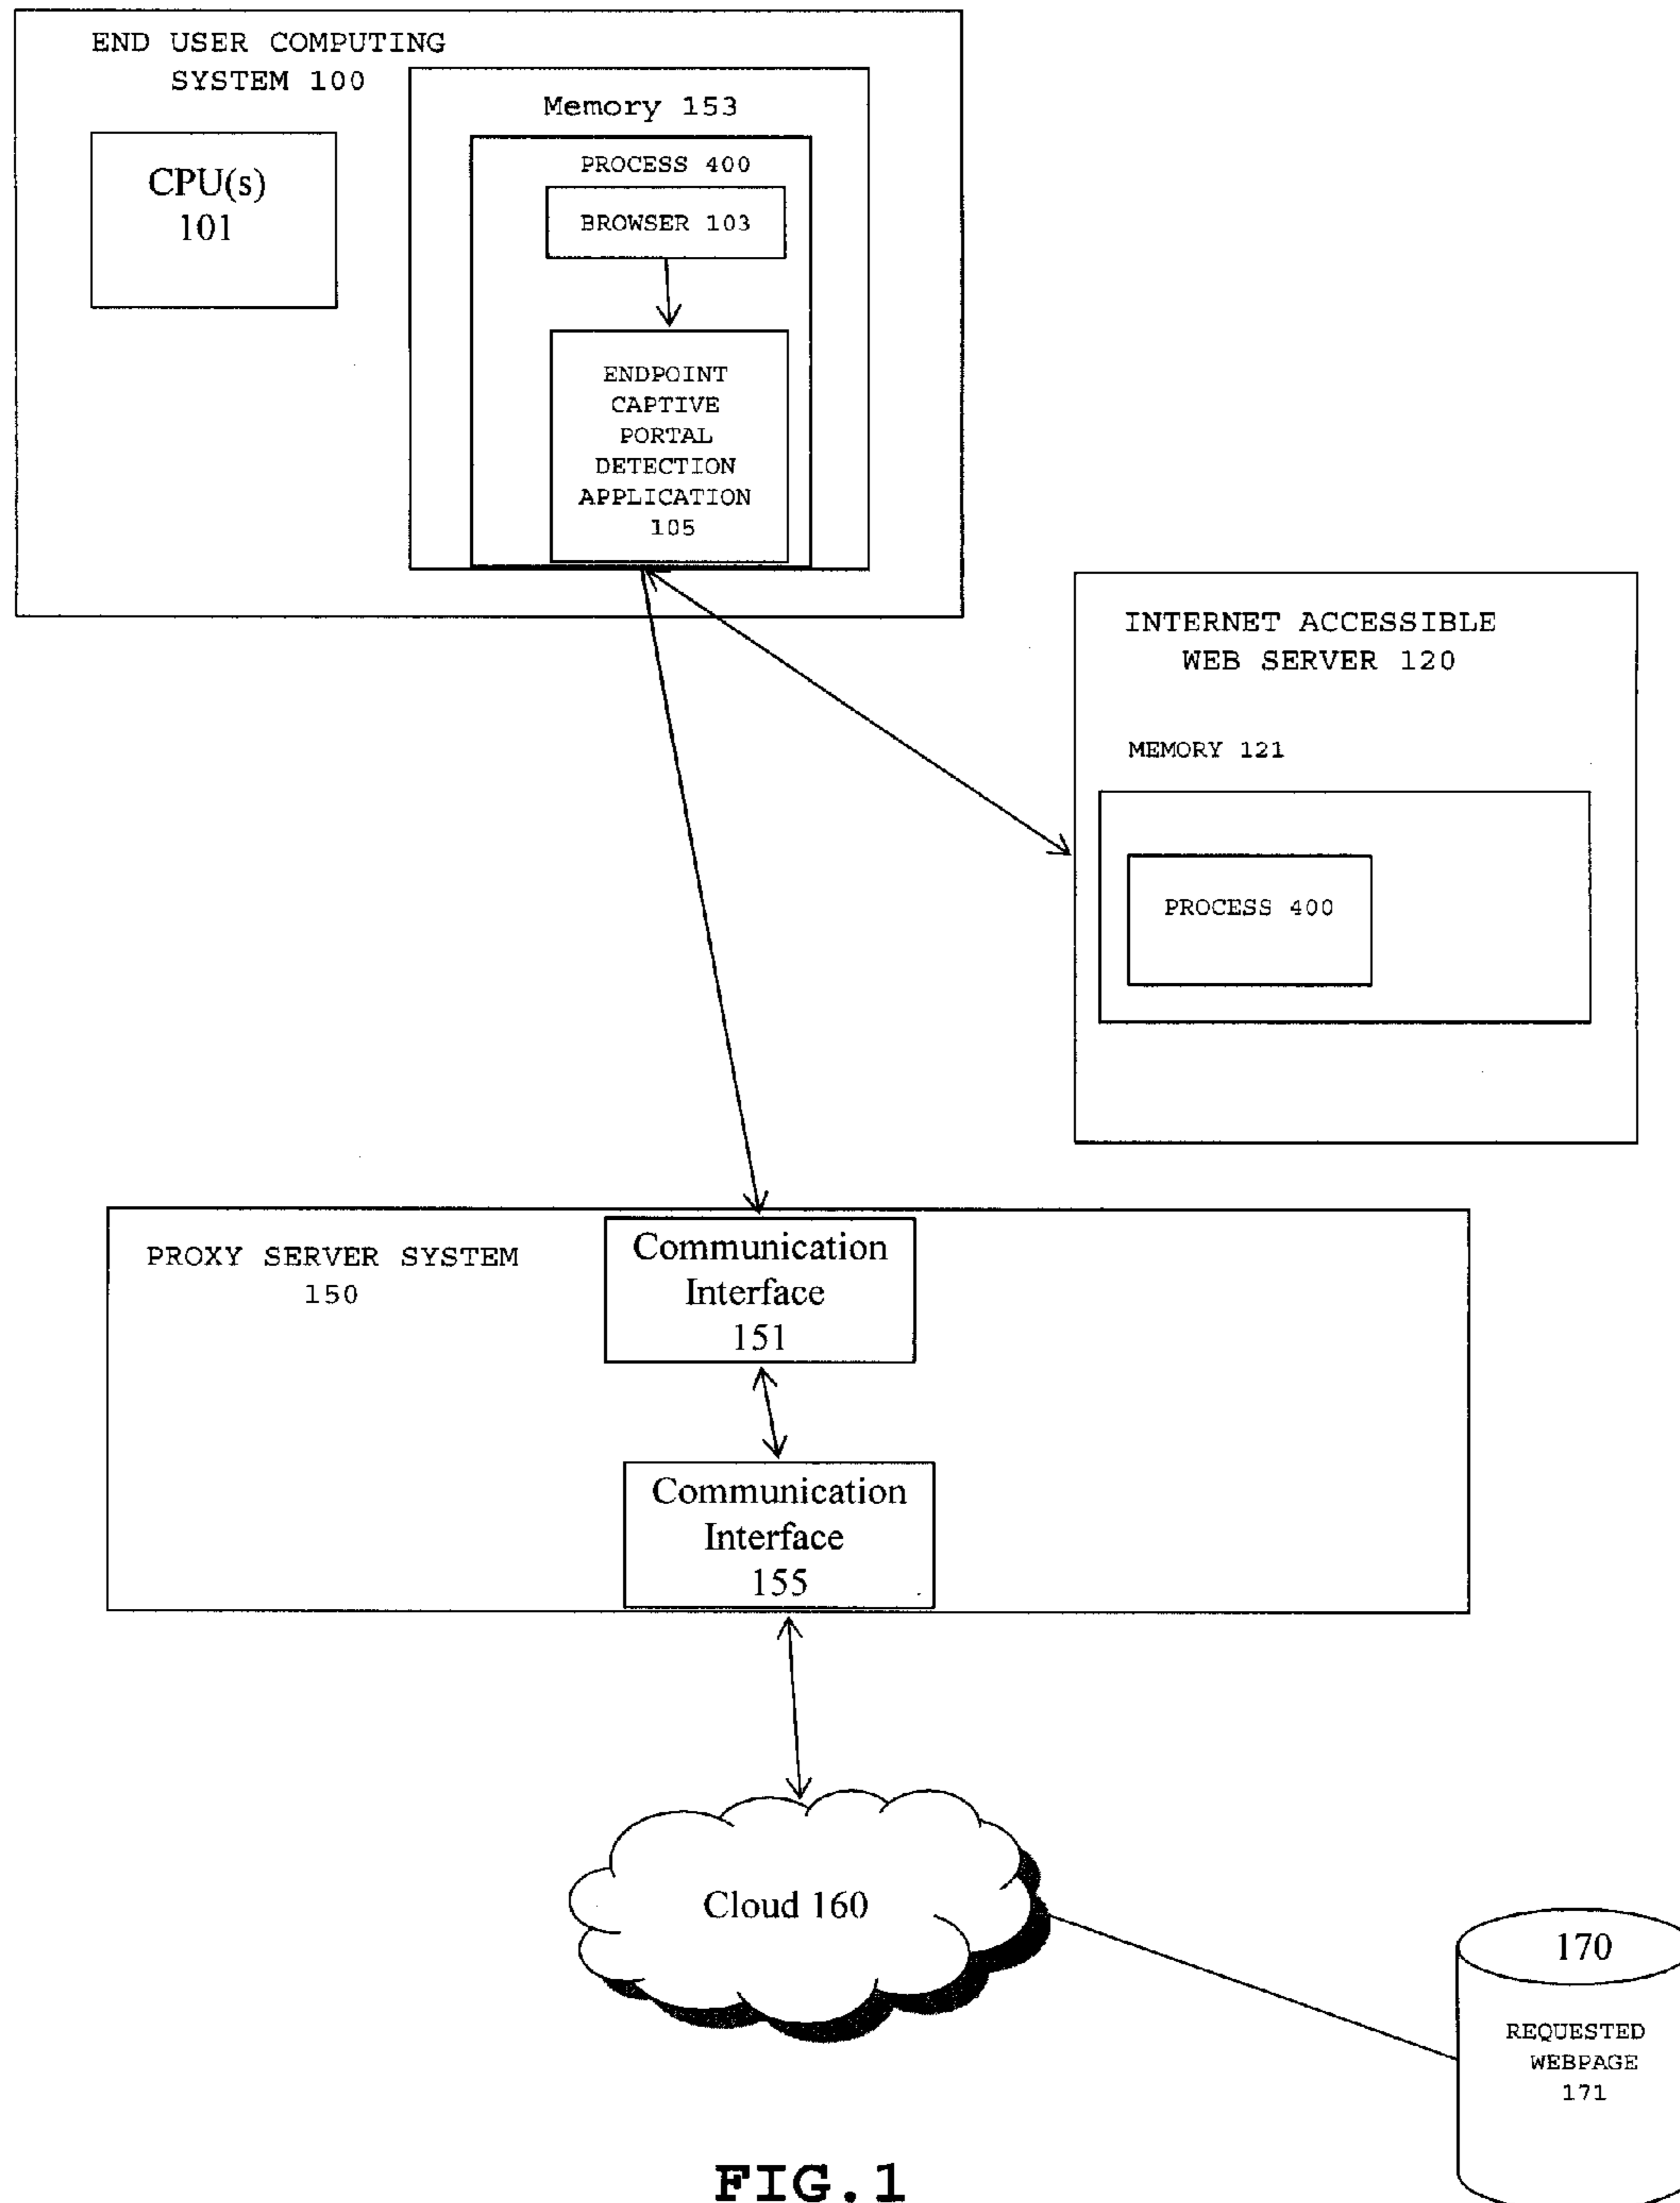 END USER COMPUTING
SYSTEM 100
CPU(s)
101
Memory 153
PROCESS 400
BROWSER 103
ENDPOINT
CAPTIVE
PORTAL
DETECTION
APPLICATION
105
INTERNET ACCESSIBLE
WEB SERVER 120
MEMORY 121
PROCESS 400
PROXY SERVER SYSTEM
150
Communication
Interface
151
Communication
Interface
155
Cloud 160
170
REQUESTED
WEBPAGE
171
FIG.1